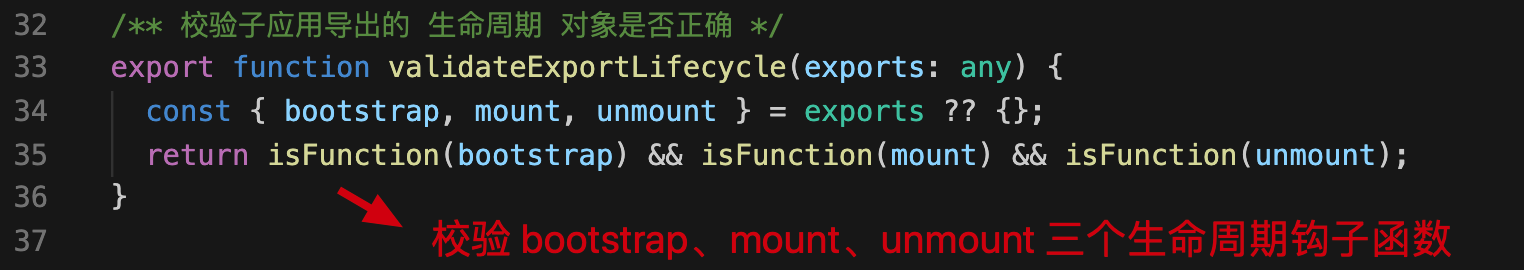 32 /** 校验子应用导出的 生命周期 对象是否正确 */
33 export function validateExportLifecycle(exports: any) {
34 const { bootstrap, mount, unmount } = exports ?? {};
35 return isFunction(bootstrap) && isFunction(mount) && isFunction(unmount);
36 }
37 校验 bootstrap、mount、unmount 三个生命周期钩子函数